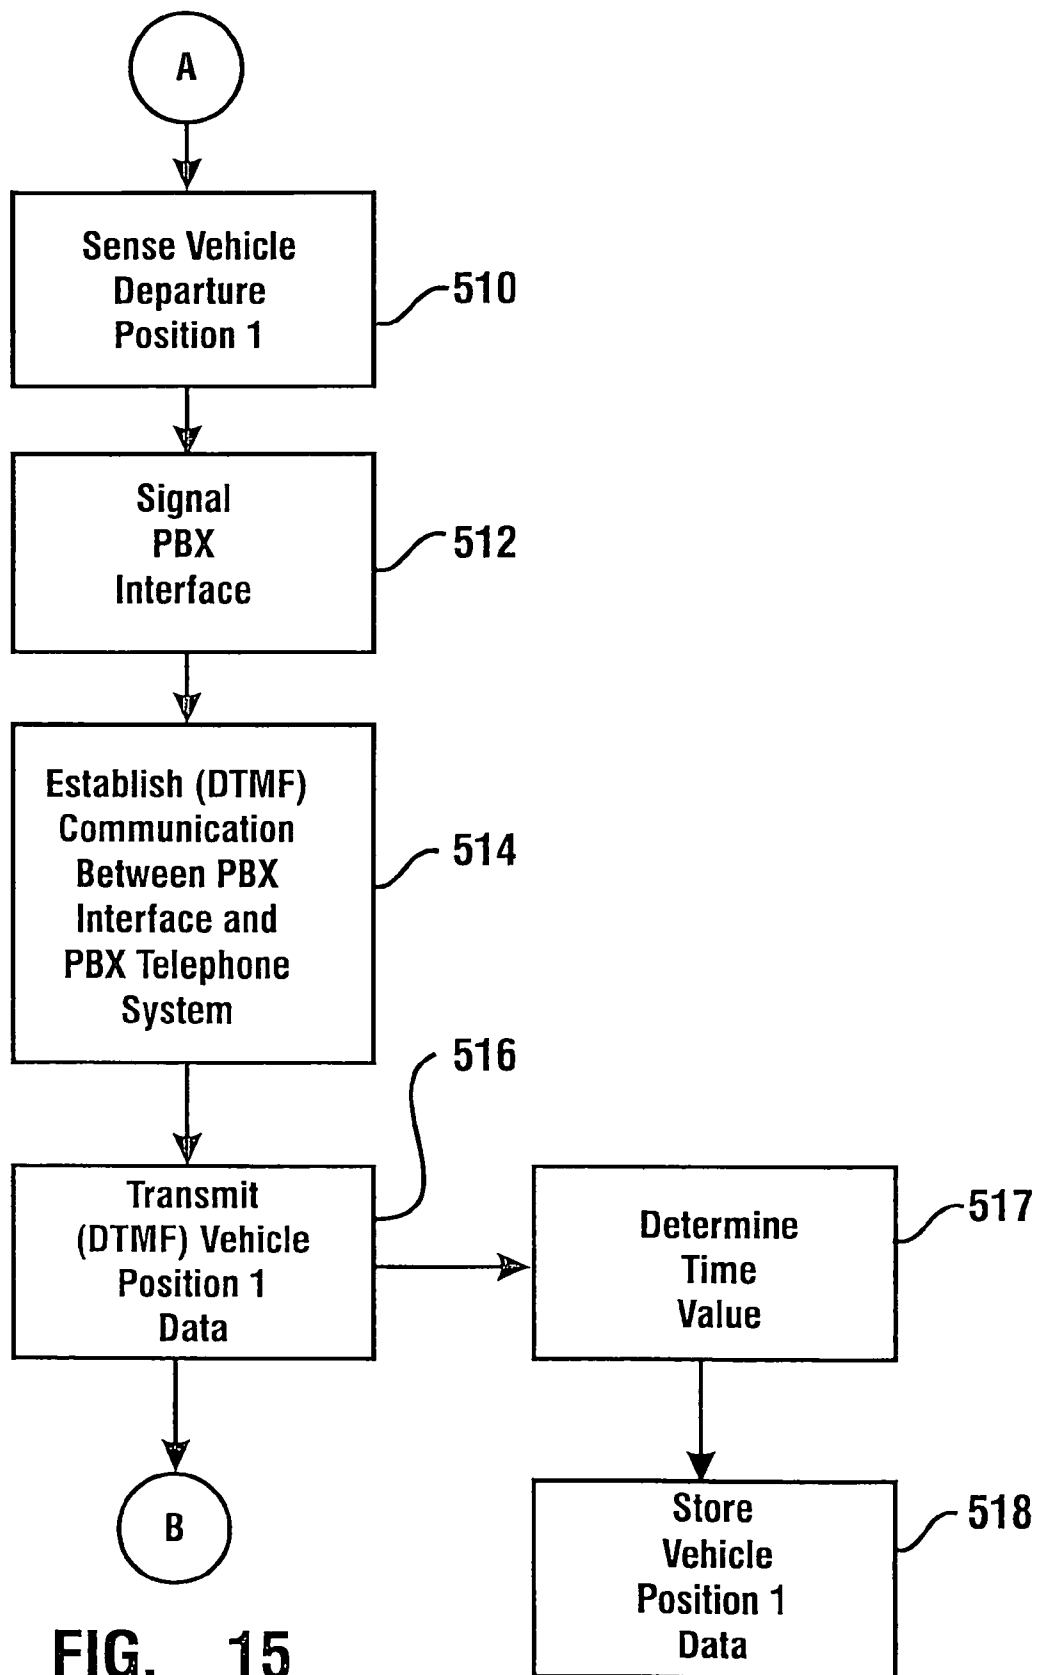 A
Sense Vehicle
Departure
Position 1
510
Signal
PBX
Interface
512
Establish (DTMF)
Communication
Between PBX
Interface and
PBX Telephone
System
514
516
Transmit
(DTMF) Vehicle
Position 1
Data
Determine
Time
Value
517
B
Store
Vehicle
Position 1
Data
518
FIG. 15